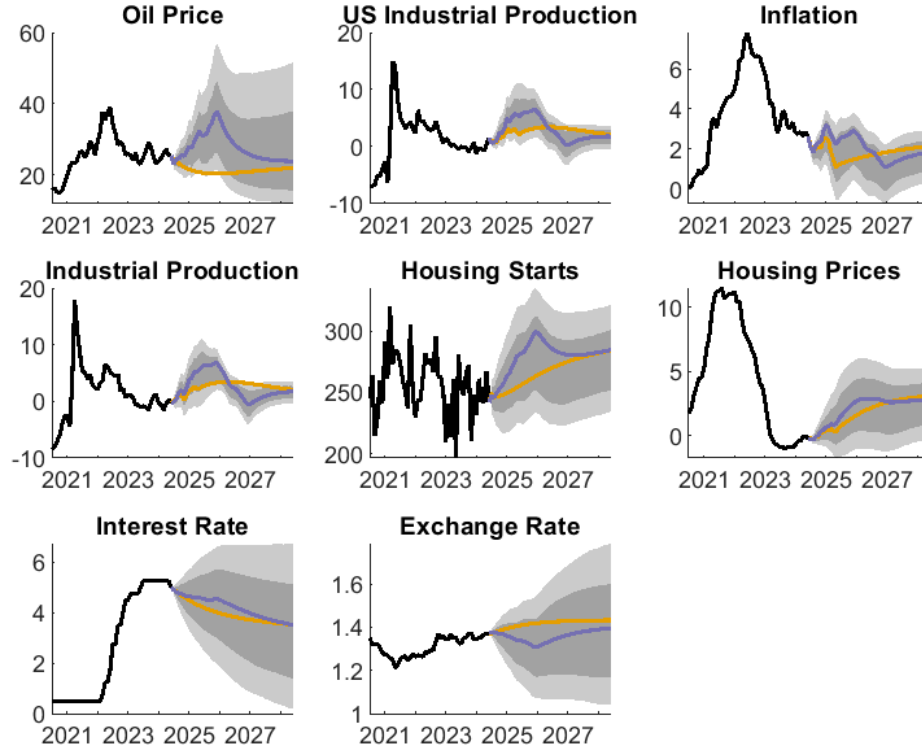 Oil Price
60
40
20
2021 2023 2025 2027
US Industrial Production
20
10
0
-10
2021 2023 2025 2027
Inflation
6
4
2
0
2021 2023 2025 2027
Industrial Production
20
10
0
-10
2021 2023 2025 2027
Housing Starts
300
250
200
2021 2023 2025 2027
Housing Prices
10
5
0
2021 2023 2025 2027
Interest Rate
6
4
2
0
2021 2023 2025 2027
Exchange Rate
1.6
1.4
1.2
1
2021 2023 2025 2027